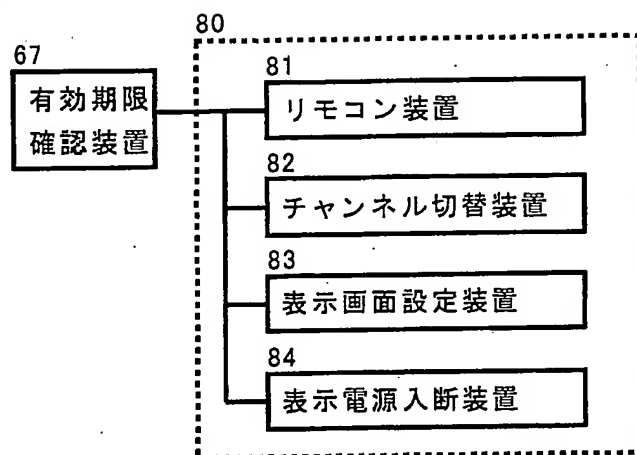 80
67
有効期限
確認装置
81
リモコン装置
82
チャンネル切替装置
83
表示画面設定装置
84
表示電源入断装置